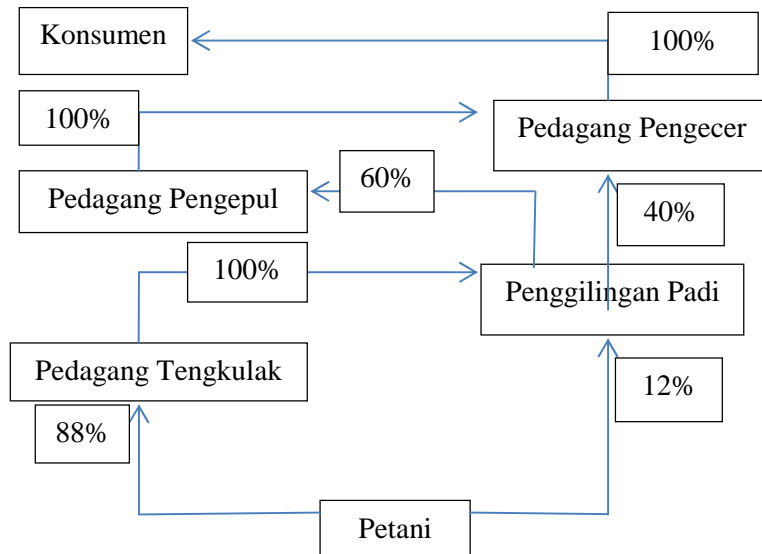 Konsumen
100%
100%
Pedagang Pengecer
60%
Pedagang Pengepul
40%
100%
Penggilingan Padi
Pedagang Tengkulak
12%
88%
Petani